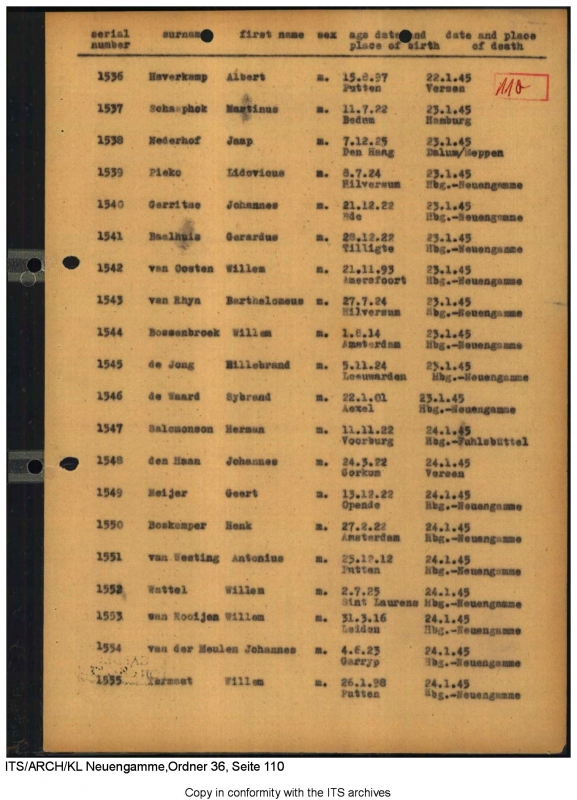 serial surname first name sex age date and date and place
number place of birth of death
1536 Haverkamp Albert m. 15.8.97 22.1.45
Putten Versen
1537 Schaaphok Martinus m. 11.7.22 23.1.45
Bedum Hamburg
1538 Nederhof Jaap m. 7.12.25 23.1.45
Den Haag Dalum/Meppen
1539 Pieko Lidovicus m. 8.7.24 23.1.45
Hilversum Hbg.-Neuengamme
1540 Gerritse Johannes m. 21.12.22 23.1.45
Ede Hbg.-Neuengamme
1541 Baalhuis Gerardus m. 28.12.22 23.1.45
Tilligte Hbg.-Neuengamme
1542 van Oosten Willem m. 21.11.93 23.1.45
Amersfoort Hbg.-Neuengamme
1543 van Rhyn Bartholomeus m. 27.7.24 23.1.45
Hilversum Hbg.-Neuengamme
1544 Bossenbroek Willem m. 1.8.14 23.1.45
Amsterdam Hbg.-Neuengamme
1545 de Jong Hillebrand m. 5.11.24 23.1.45
Leeuwarden Hbg.-Neuengamme
1546 de Waard Sybrand m. 22.1.01 23.1.45
Aexel Hbg.-Neuengamme
1547 Salomonson Herman m. 11.11.22 24.1.45
Voorburg Hbg.-Fuhlsbüttel
1548 den Haan Johannes m. 24.3.22 24.1.45
Gorkum Versen
1549 Meijer Geert m. 13.12.22 24.1.45
Opende Hbg.-Neuengamme
1550 Boskamper Henk m. 27.2.22 24.1.45
Amsterdam Hbg.-Neuengamme
1551 van Westing Antonius m. 25.12.12 24.1.45
Putten Hbg.-Neuengamme
1552 Wattel Willem m. 2.7.25 24.1.45
Sint Laurens Hbg.-Neuengamme
1553 van Rooijen Willem m. 31.3.16 24.1.45
Leiden Hbg.-Neuengamme
1554 van der Meulen Johannes m. 4.6.23 24.1.45
Garryp Hbg.-Neuengamme
1555 Termaat Willem m. 26.1.98 24.1.45
Putten Hbg.-Neuengamme
110
ITS/ARCH/KL Neuengamme,Ordner 36, Seite 110
Copy in conformity with the ITS archives